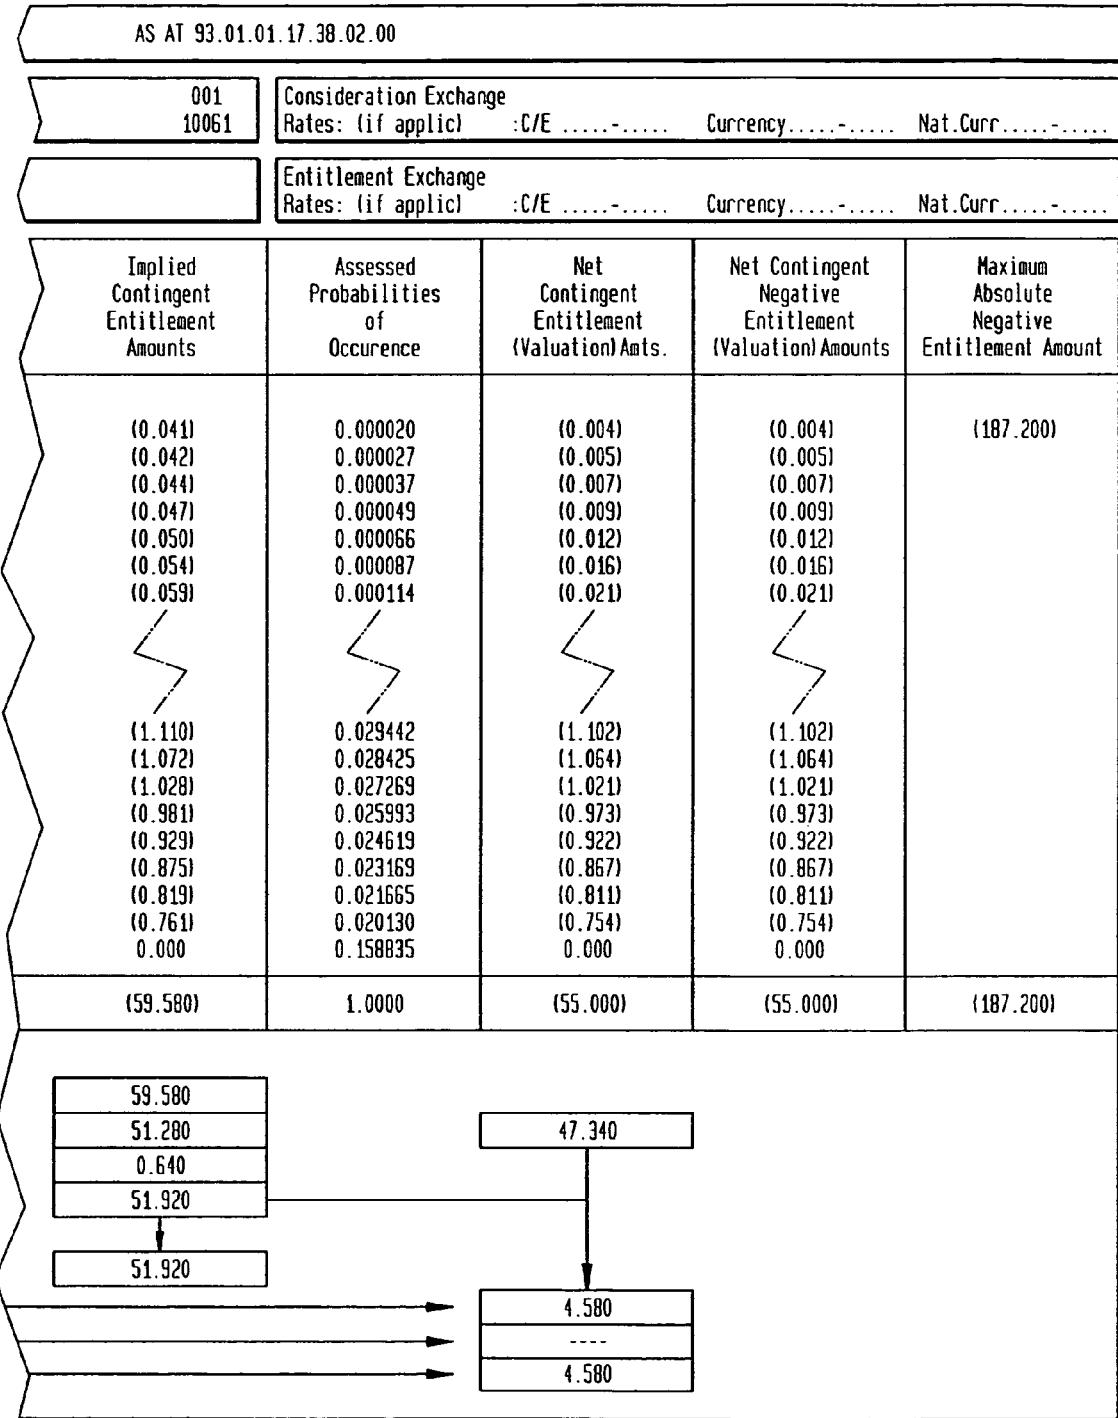 AS AT 93.01.01.17.38.02.00
001
10061
Consideration Exchange
Rates: (if applic) :C/E .....-..... Currency.....-..... Nat.Curr.....-.....
Entitlement Exchange
Rates: (if applic) :C/E .....-..... Currency.....-..... Nat.Curr.....-.....
Implied
Contingent
Entitlement
Amounts
Assessed
Probabilities
of
Occurence
Net
Contingent
Entitlement
(Valuation)Amts.
Net Contingent
Negative
Entitlement
(Valuation)Amounts
Maximum
Absolute
Negative
Entitlement Amount
(0.041) 0.000020 (0.004) (0.004) (187.200)
(0.042) 0.000027 (0.005) (0.005)
(0.044) 0.000037 (0.007) (0.007)
(0.047) 0.000049 (0.009) (0.009)
(0.050) 0.000066 (0.012) (0.012)
(0.054) 0.000087 (0.016) (0.016)
(0.059) 0.000114 (0.021) (0.021)
(1.110) 0.029442 (1.102) (1.102)
(1.072) 0.028425 (1.064) (1.064)
(1.028) 0.027269 (1.021) (1.021)
(0.981) 0.025993 (0.973) (0.973)
(0.929) 0.024619 (0.922) (0.922)
(0.875) 0.023169 (0.867) (0.867)
(0.819) 0.021665 (0.811) (0.811)
(0.761) 0.020130 (0.754) (0.754)
0.000 0.158835 0.000 0.000
(59.580) 1.0000 (55.000) (55.000) (187.200)
59.580
51.280 47.340
0.640
51.920
51.920
4.580
----
4.580